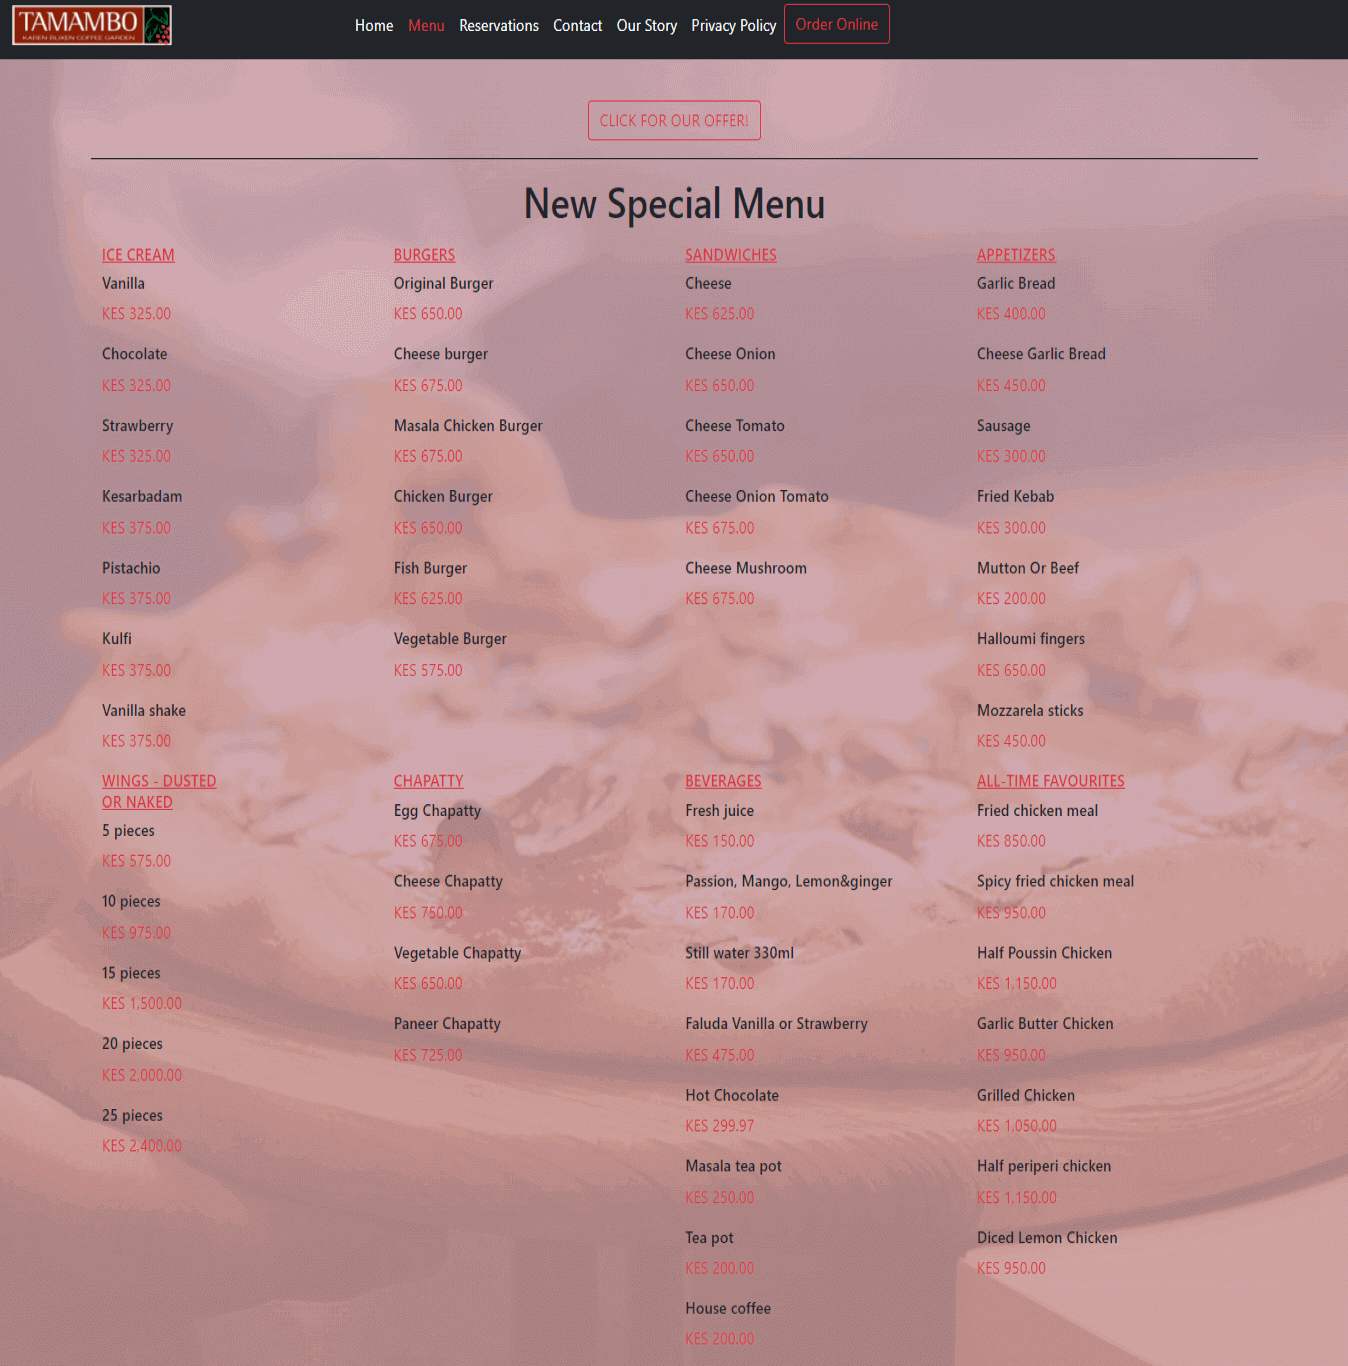 TAMAMBO
KAREN BLIXEN COFFEE GARDEN
Home Menu Reservations Contact Our Story Privacy Policy Order Online
CLICK FOR OUR OFFER!
New Special Menu
ICE CREAM
Vanilla
KES 325.00
Chocolate
KES 325.00
Strawberry
KES 325.00
Kesarbadam
KES 375.00
Pistachio
KES 375.00
Kulfi
KES 375.00
Vanilla shake
KES 375.00
BURGERS
Original Burger
KES 650.00
Cheese burger
KES 675.00
Masala Chicken Burger
KES 675.00
Chicken Burger
KES 650.00
Fish Burger
KES 625.00
Vegetable Burger
KES 575.00
SANDWICHES
Cheese
KES 625.00
Cheese Onion
KES 650.00
Cheese Tomato
KES 650.00
Cheese Onion Tomato
KES 675.00
Cheese Mushroom
KES 675.00
APPETIZERS
Garlic Bread
KES 400.00
Cheese Garlic Bread
KES 450.00
Sausage
KES 300.00
Fried Kebab
KES 300.00
Mutton Or Beef
KES 200.00
Halloumi fingers
KES 650.00
Mozzarela sticks
KES 450.00
WINGS - DUSTED
OR NAKED
5 pieces
KES 575.00
10 pieces
KES 975.00
15 pieces
KES 1,500.00
20 pieces
KES 2,000.00
25 pieces
KES 2,400.00
CHAPATTY
Egg Chapatty
KES 675.00
Cheese Chapatty
KES 750.00
Vegetable Chapatty
KES 650.00
Paneer Chapatty
KES 725.00
BEVERAGES
Fresh juice
KES 150.00
Passion, Mango, Lemon&ginger
KES 170.00
Still water 330ml
KES 170.00
Faluda Vanilla or Strawberry
KES 475.00
Hot Chocolate
KES 299.97
Masala tea pot
KES 250.00
Tea pot
KES 200.00
House coffee
KES 200.00
ALL-TIME FAVOURITES
Fried chicken meal
KES 850.00
Spicy fried chicken meal
KES 950.00
Half Poussin Chicken
KES 1,150.00
Garlic Butter Chicken
KES 950.00
Grilled Chicken
KES 1,050.00
Half periperi chicken
KES 1,150.00
Diced Lemon Chicken
KES 950.00